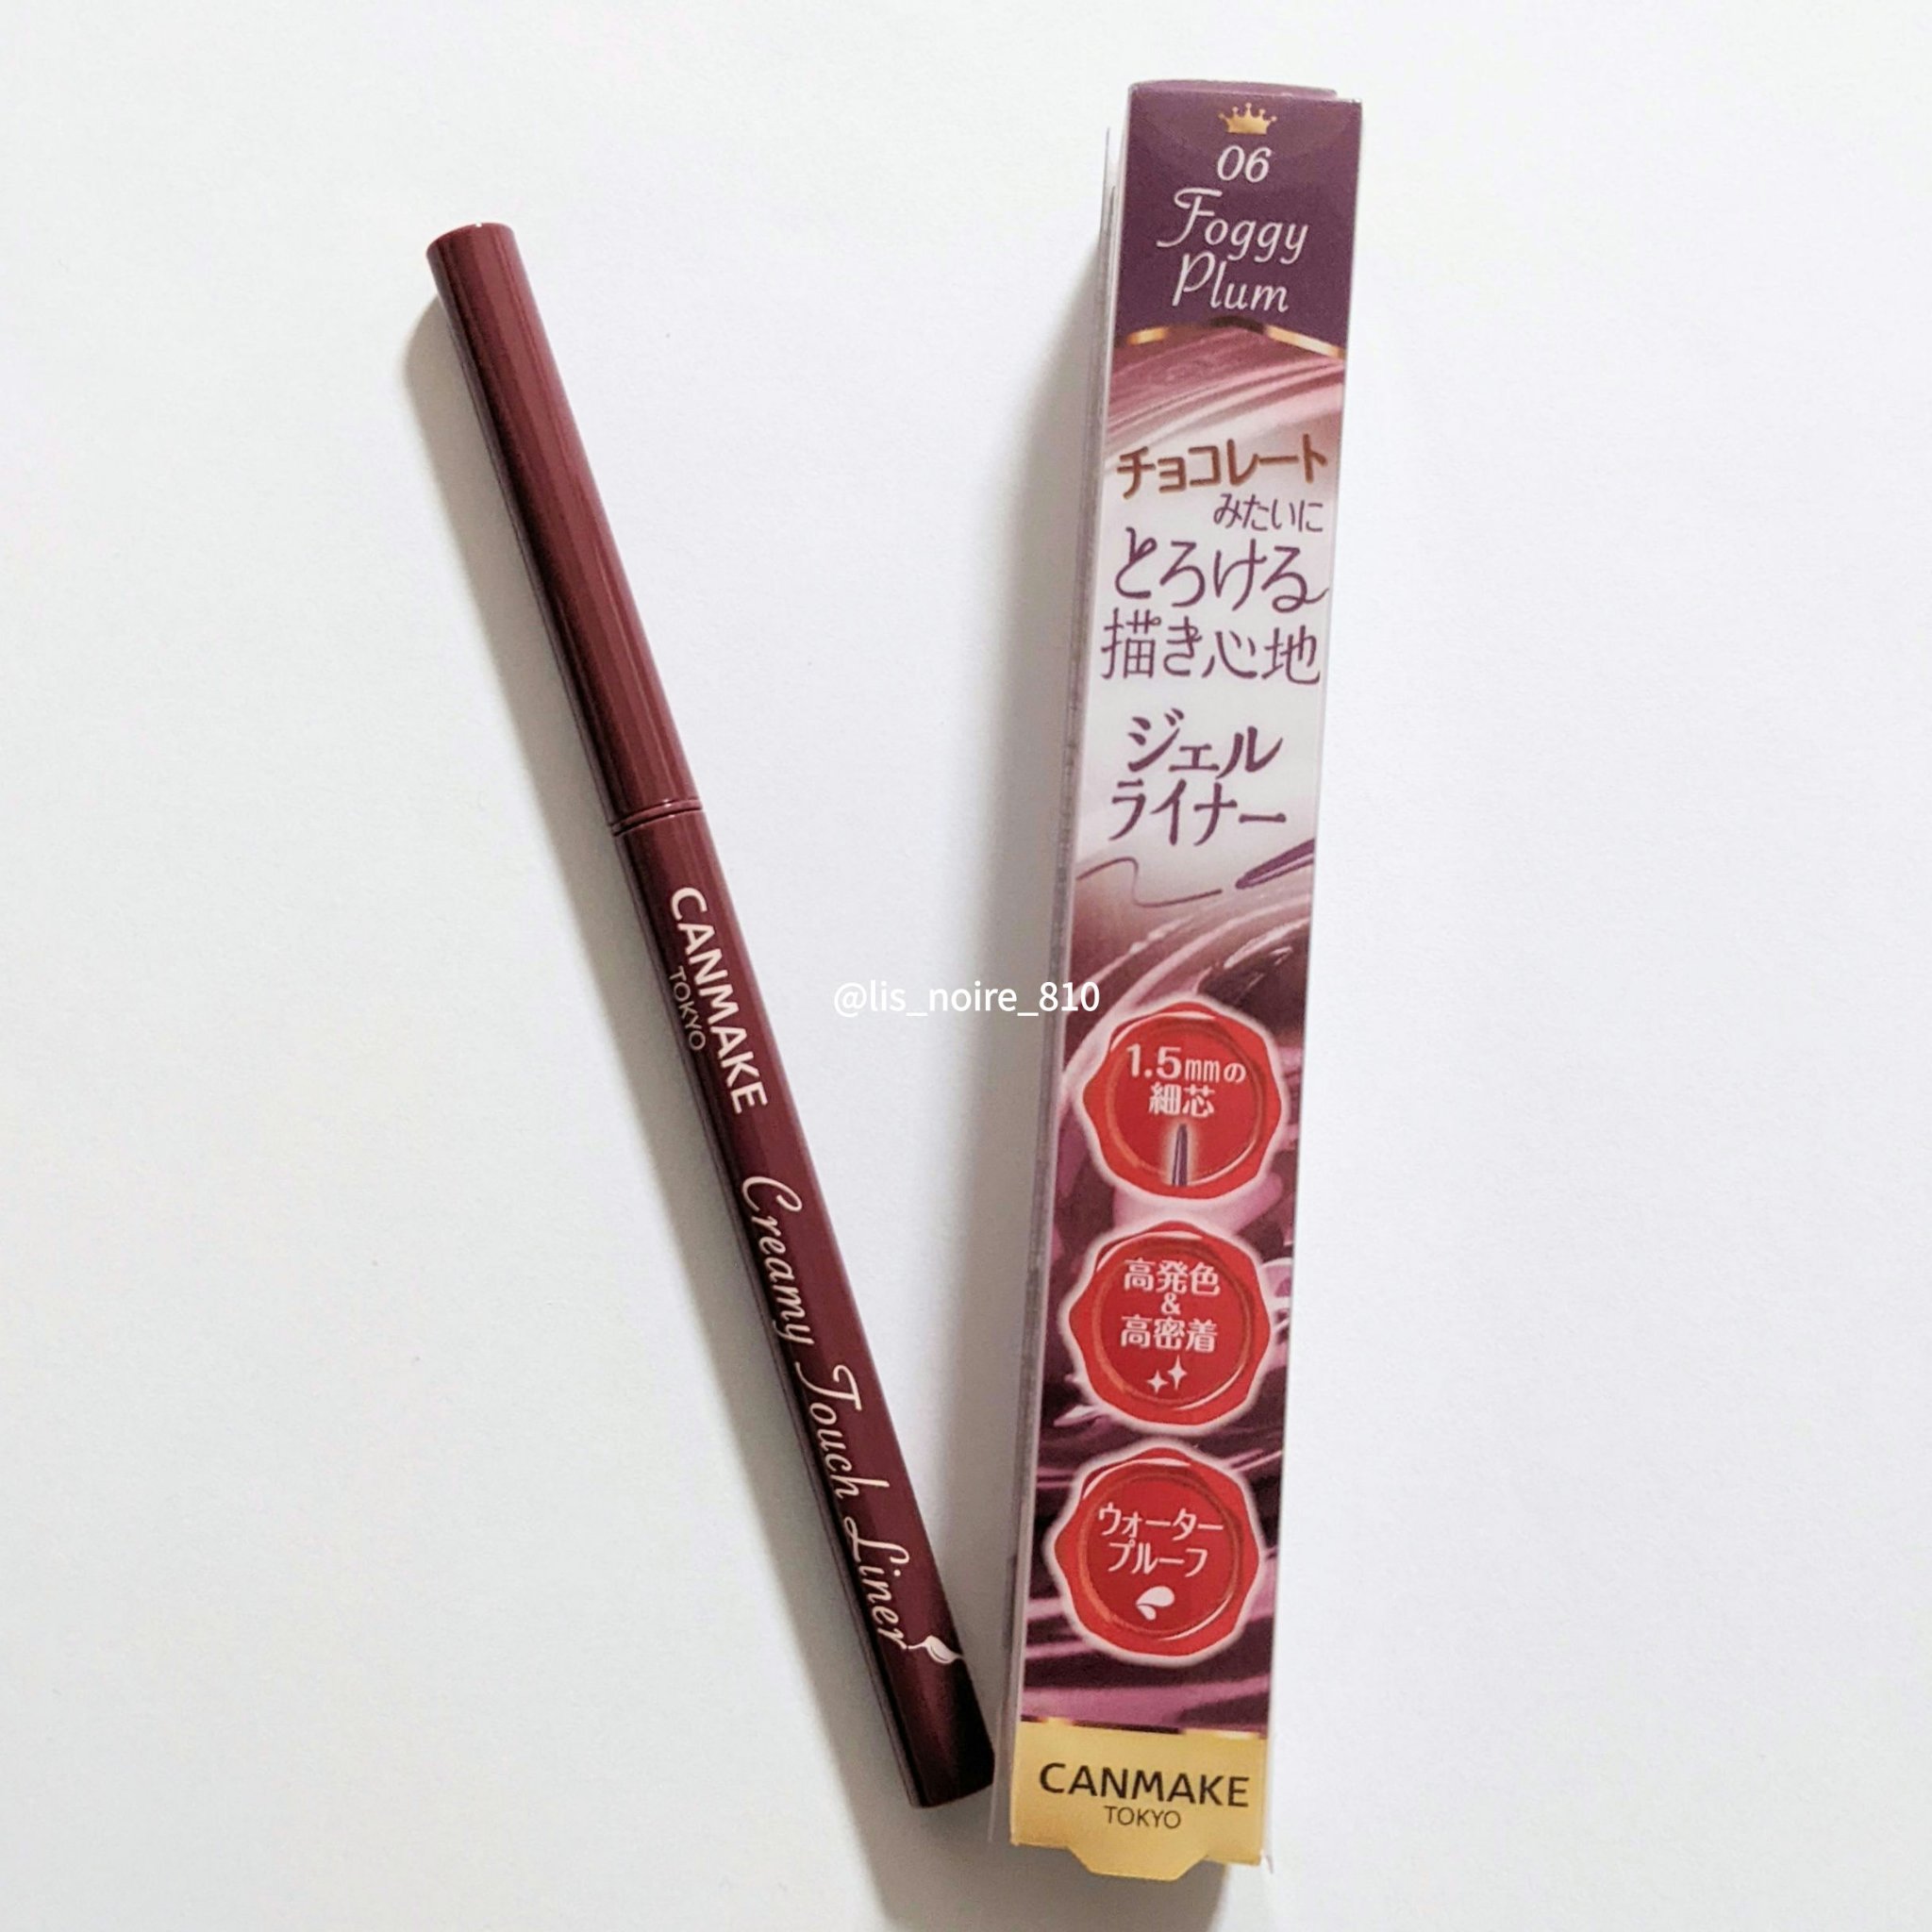 CANMAKE
TOKYO
Creamy Touch Liner
@lis_noire_810
06
Foggy
Plum
チョコレート
みたいに
とろける
描き心地
ジェル
ライナー
1.5mmの
細芯
高発色
&
高密着
ウォーター
プルーフ
CANMAKE
TOKYO